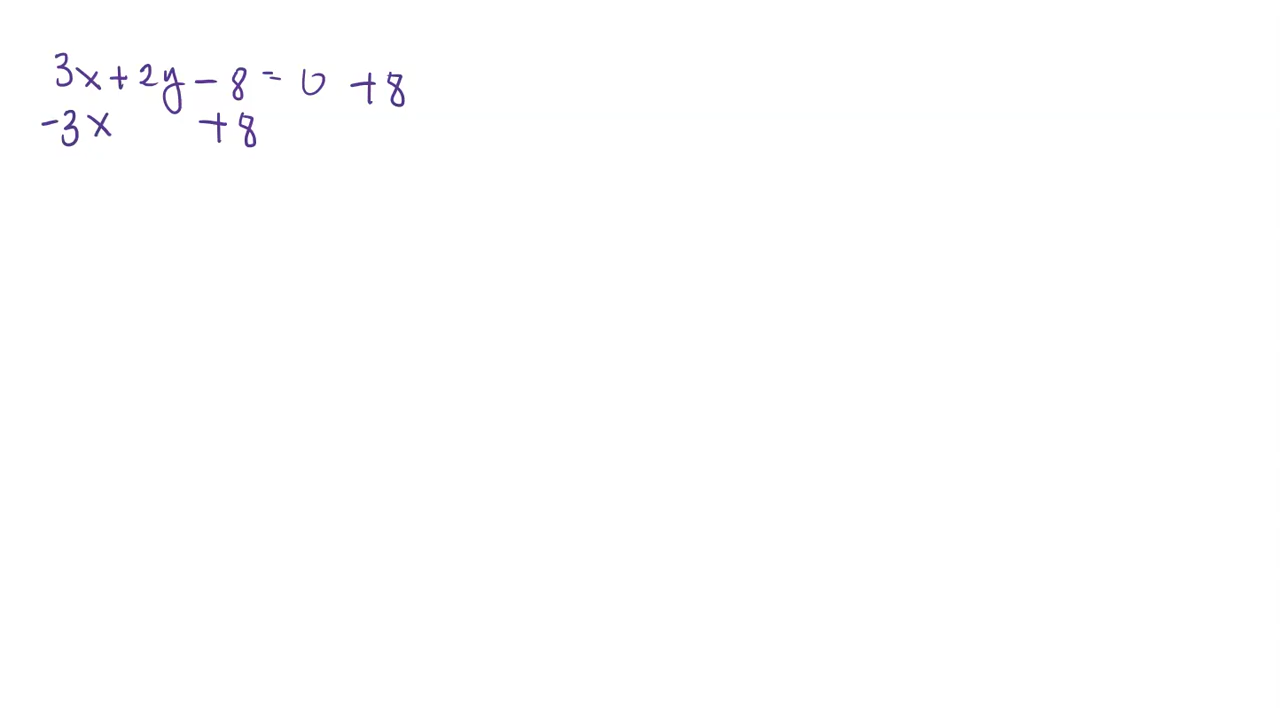 3x + 2y - 8 = 0 + 8
-3x + 8